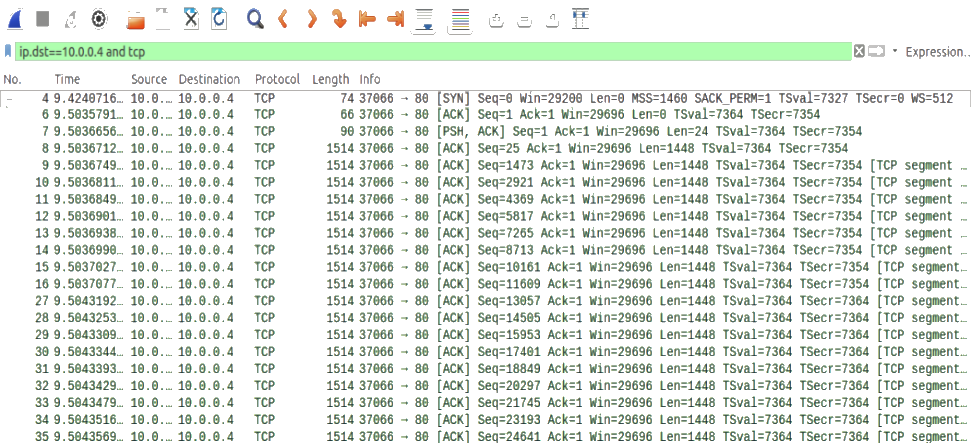 ip.dst==10.0.0.4 and tcp Expression…
No. Time Source Destination Protocol Length Info
4 9.4240716… 10.0.… 10.0.0.4 TCP 74 37066 → 80 [SYN] Seq=0 Win=29200 Len=0 MSS=1460 SACK_PERM=1 TSval=7327 TSecr=0 WS=512
6 9.5035791… 10.0.… 10.0.0.4 TCP 66 37066 → 80 [ACK] Seq=1 Ack=1 Win=29696 Len=0 TSval=7364 TSecr=7354
7 9.5036656… 10.0.… 10.0.0.4 TCP 90 37066 → 80 [PSH, ACK] Seq=1 Ack=1 Win=29696 Len=24 TSval=7364 TSecr=7354
8 9.5036712… 10.0.… 10.0.0.4 TCP 1514 37066 → 80 [ACK] Seq=25 Ack=1 Win=29696 Len=1448 TSval=7364 TSecr=7354
9 9.5036749… 10.0.… 10.0.0.4 TCP 1514 37066 → 80 [ACK] Seq=1473 Ack=1 Win=29696 Len=1448 TSval=7364 TSecr=7354 [TCP segment …
10 9.5036811… 10.0.… 10.0.0.4 TCP 1514 37066 → 80 [ACK] Seq=2921 Ack=1 Win=29696 Len=1448 TSval=7364 TSecr=7354 [TCP segment …
11 9.5036849… 10.0.… 10.0.0.4 TCP 1514 37066 → 80 [ACK] Seq=4369 Ack=1 Win=29696 Len=1448 TSval=7364 TSecr=7354 [TCP segment …
12 9.5036901… 10.0.… 10.0.0.4 TCP 1514 37066 → 80 [ACK] Seq=5817 Ack=1 Win=29696 Len=1448 TSval=7364 TSecr=7354 [TCP segment …
13 9.5036938… 10.0.… 10.0.0.4 TCP 1514 37066 → 80 [ACK] Seq=7265 Ack=1 Win=29696 Len=1448 TSval=7364 TSecr=7354 [TCP segment …
14 9.5036990… 10.0.… 10.0.0.4 TCP 1514 37066 → 80 [ACK] Seq=8713 Ack=1 Win=29696 Len=1448 TSval=7364 TSecr=7354 [TCP segment …
15 9.5037027… 10.0.… 10.0.0.4 TCP 1514 37066 → 80 [ACK] Seq=10161 Ack=1 Win=29696 Len=1448 TSval=7364 TSecr=7354 [TCP segment…
16 9.5037077… 10.0.… 10.0.0.4 TCP 1514 37066 → 80 [ACK] Seq=11609 Ack=1 Win=29696 Len=1448 TSval=7364 TSecr=7354 [TCP segment…
27 9.5043192… 10.0.… 10.0.0.4 TCP 1514 37066 → 80 [ACK] Seq=13057 Ack=1 Win=29696 Len=1448 TSval=7364 TSecr=7364 [TCP segment…
28 9.5043253… 10.0.… 10.0.0.4 TCP 1514 37066 → 80 [ACK] Seq=14505 Ack=1 Win=29696 Len=1448 TSval=7364 TSecr=7364 [TCP segment…
29 9.5043309… 10.0.… 10.0.0.4 TCP 1514 37066 → 80 [ACK] Seq=15953 Ack=1 Win=29696 Len=1448 TSval=7364 TSecr=7364 [TCP segment…
30 9.5043344… 10.0.… 10.0.0.4 TCP 1514 37066 → 80 [ACK] Seq=17401 Ack=1 Win=29696 Len=1448 TSval=7364 TSecr=7364 [TCP segment…
31 9.5043393… 10.0.… 10.0.0.4 TCP 1514 37066 → 80 [ACK] Seq=18849 Ack=1 Win=29696 Len=1448 TSval=7364 TSecr=7364 [TCP segment…
32 9.5043429… 10.0.… 10.0.0.4 TCP 1514 37066 → 80 [ACK] Seq=20297 Ack=1 Win=29696 Len=1448 TSval=7364 TSecr=7364 [TCP segment…
33 9.5043479… 10.0.… 10.0.0.4 TCP 1514 37066 → 80 [ACK] Seq=21745 Ack=1 Win=29696 Len=1448 TSval=7364 TSecr=7364 [TCP segment…
34 9.5043516… 10.0.… 10.0.0.4 TCP 1514 37066 → 80 [ACK] Seq=23193 Ack=1 Win=29696 Len=1448 TSval=7364 TSecr=7364 [TCP segment…
35 9.5043569… 10.0.… 10.0.0.4 TCP 1514 37066 → 80 [ACK] Seq=24641 Ack=1 Win=29696 Len=1448 TSval=7364 TSecr=7364 [TCP segment…